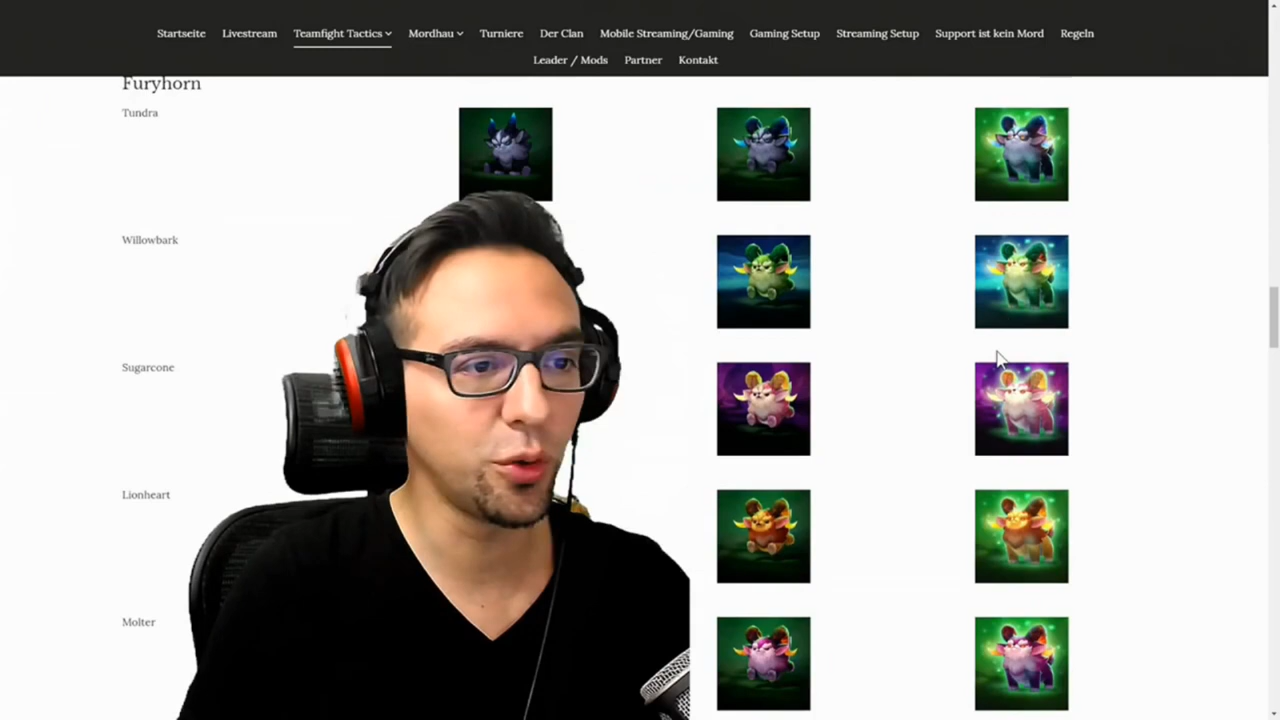 Startseite Livestream Teamfight Tactics Mordhau Turniere Der Clan Mobile Streaming/Gaming Gaming Setup Streaming Setup Support ist kein Mord Regeln
Leader / Mods Partner Kontakt
Furyhorn
Tundra
Willowbark
Sugarcone
Lionheart
Molter